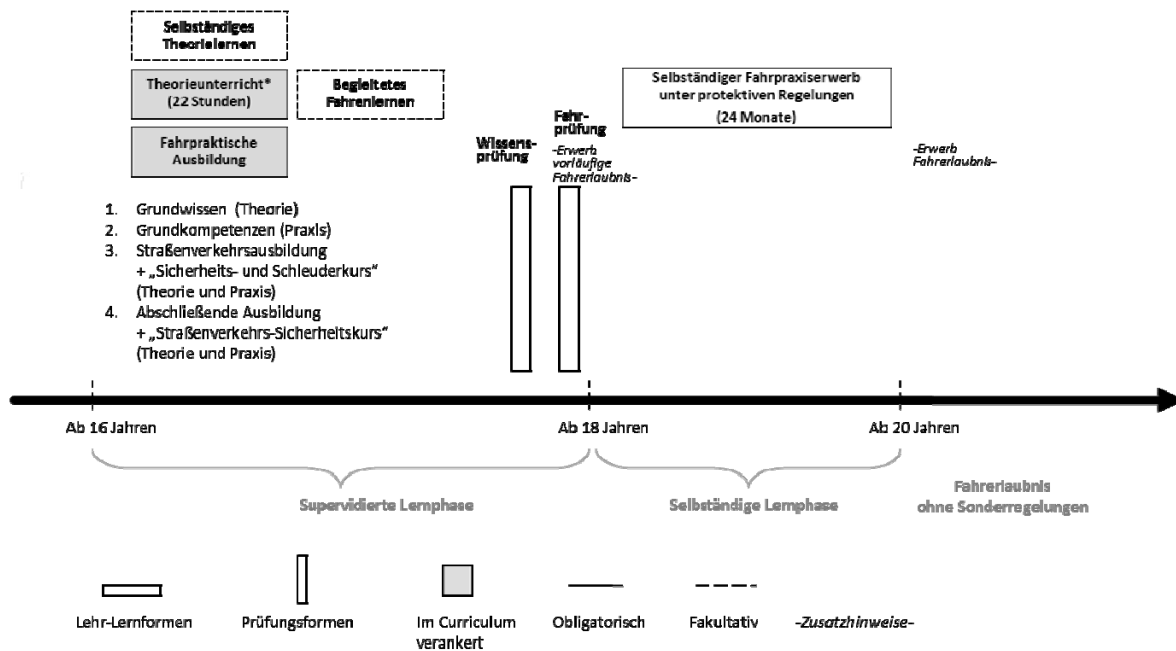 Selbständiges
Theorielernen
Theorieunterricht*
(22 Stunden)
Fahrpraktische
Ausbildung
Begleitetes
Fahrenlernen
Wissens-
prüfung
Fahr-
prüfung
-Erwerb
vorläufige
Fahrerlaubnis-
Selbständiger Fahrpraxiserwerb
unter protektiven Regelungen
(24 Monate)
-Erwerb
Fahrerlaubnis-
1. Grundwissen (Theorie)
2. Grundkompetenzen (Praxis)
3. Straßenverkehrsausbildung
+ „Sicherheits- und Schleuderkurs“
(Theorie und Praxis)
4. Abschließende Ausbildung
+ „Straßenverkehrs-Sicherheitskurs“
(Theorie und Praxis)
Ab 16 Jahren
Ab 18 Jahren
Ab 20 Jahren
Supervidierte Lernphase
Selbständige Lernphase
Fahrerlaubnis
ohne Sonderregelungen
Lehr-Lernformen
Prüfungsformen
Im Curriculum
verankert
Obligatorisch
Fakultativ
-Zusatzhinweise-